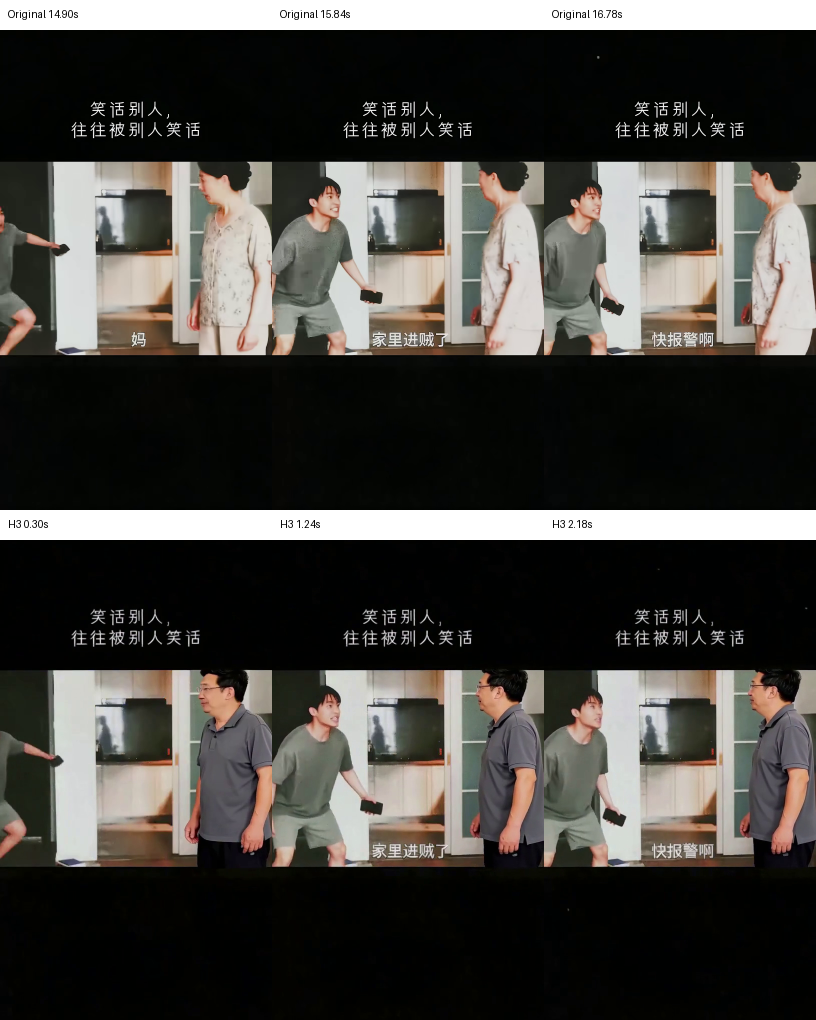 Original 14.90s
Original 15.84s
Original 16.78s
笑话别人,
往往被别人笑话
笑话别人,
往往被别人笑话
笑话别人,
往往被别人笑话
妈
家里进贼了
快报警啊
H3 0.30s
H3 1.24s
H3 2.18s
笑话别人,
往往被别人笑话
笑话别人,
往往被别人笑话
笑话别人,
往往被别人笑话
家里进贼了
快报警啊